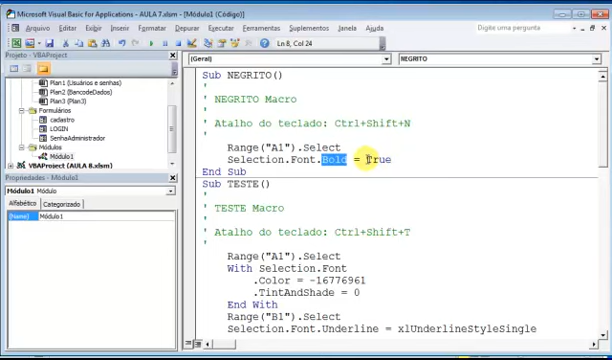 Microsoft Visual Basic for Applications - AULA 7.xlsm - [Módulo1 (Código)]
Arquivo Editar Exibir Inserir Formatar Depurar Executar Ferramentas Suplementos Janela Ajuda
Digite uma pergunta
Ln 8, Col 24
Projeto - VBAProject
Plan1 (Usuários e senhas)
Plan2 (BancodeDados)
Plan3 (Plan3)
Formulários
cadastro
LOGIN
SenhaAdministrador
Módulos
Módulo1
VBAProject (AULA 8.xlsm)
Propriedades - Módulo1
Módulo1 Módulo
Alfabético Categorizado
(Name) Módulo1
(Geral) NEGRITO
Sub NEGRITO()
'
' NEGRITO Macro
'
' Atalho do teclado: Ctrl+Shift+N
'
Range("A1").Select
Selection.Font.Bold = True
End Sub
Sub TESTE()
'
' TESTE Macro
'
' Atalho do teclado: Ctrl+Shift+T
'
Range("A1").Select
With Selection.Font
.Color = -16776961
.TintAndShade = 0
End With
Range("B1").Select
Selection.Font.Underline = xlUnderlineStyleSingle